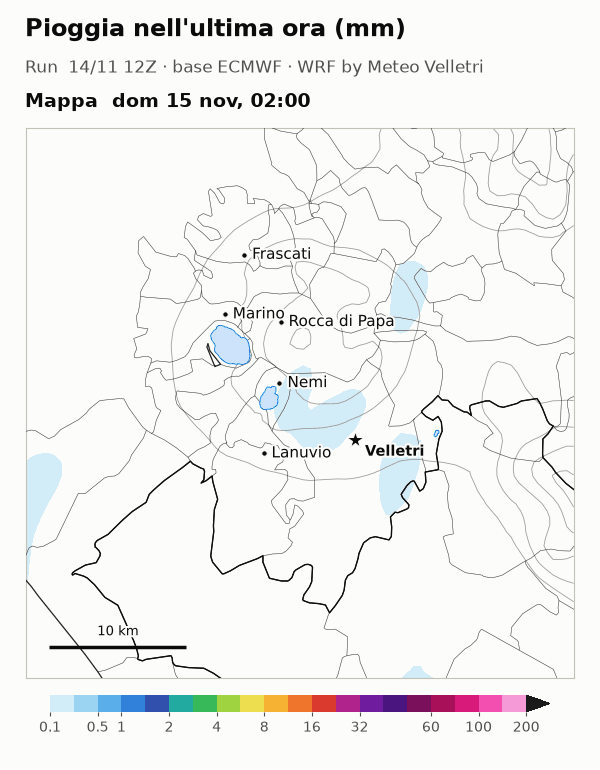 Pioggia nell'ultima ora (mm)
Run  14/11 12Z · base ECMWF · WRF by Meteo Velletri
Mappa  dom 15 nov, 02:00
Frascati
Marino
Rocca di Papa
Nemi
Velletri
Lanuvio
10 km
0.1 0.5 1 2 4 8 16 32 60 100 200